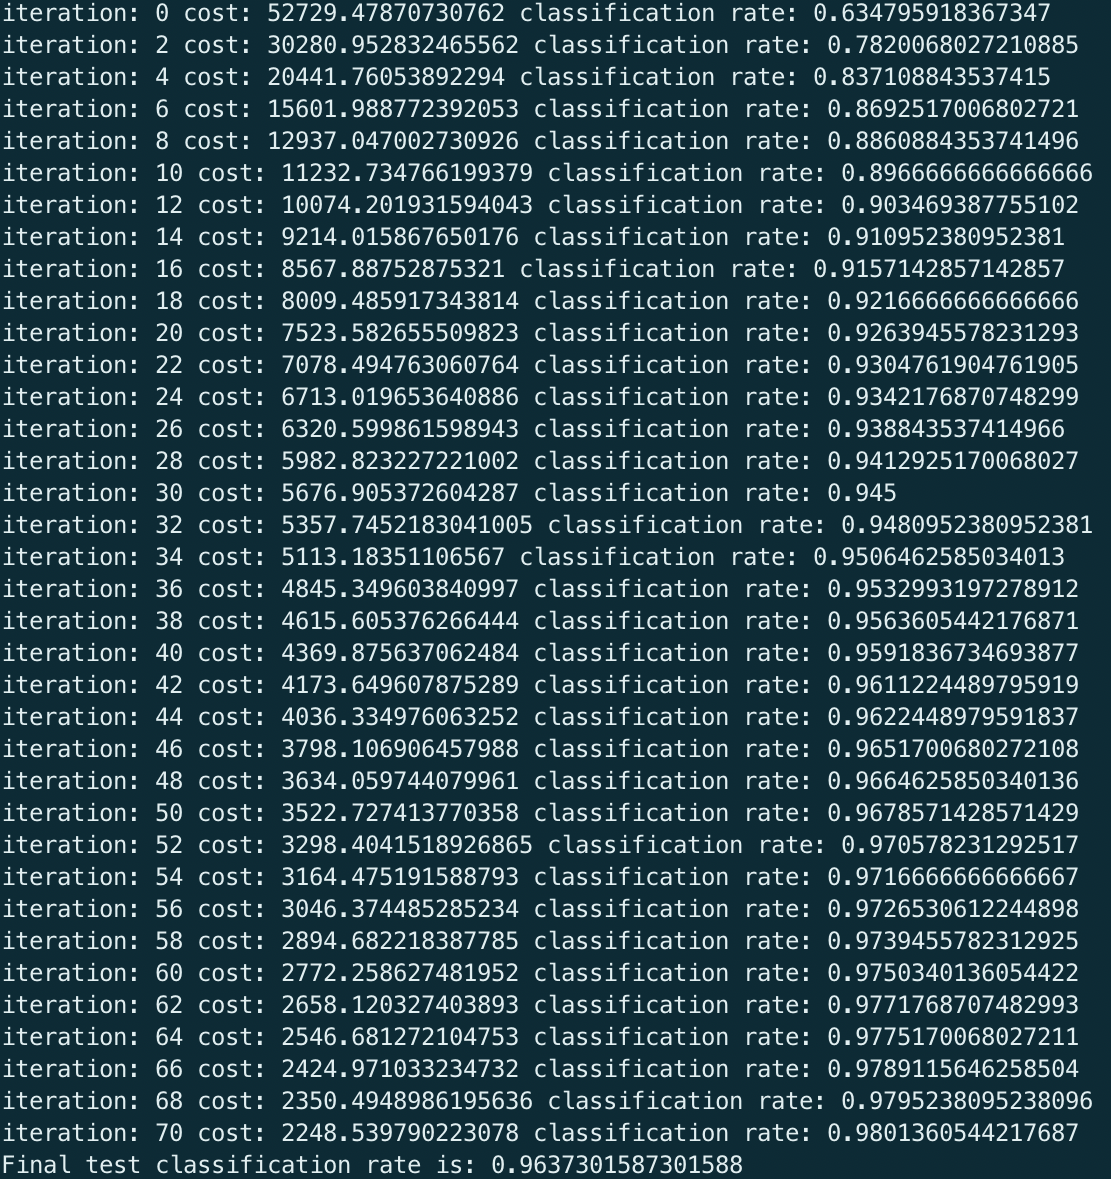 iteration: 0 cost: 52729.47870730762 classification rate: 0.634795918367347
iteration: 2 cost: 30280.952832465562 classification rate: 0.7820068027210885
iteration: 4 cost: 20441.76053892294 classification rate: 0.837108843537415
iteration: 6 cost: 15601.988772392053 classification rate: 0.8692517006802721
iteration: 8 cost: 12937.047002730926 classification rate: 0.8860884353741496
iteration: 10 cost: 11232.734766199379 classification rate: 0.8966666666666666
iteration: 12 cost: 10074.201931594043 classification rate: 0.903469387755102
iteration: 14 cost: 9214.015867650176 classification rate: 0.910952380952381
iteration: 16 cost: 8567.88752875321 classification rate: 0.9157142857142857
iteration: 18 cost: 8009.485917343814 classification rate: 0.9216666666666666
iteration: 20 cost: 7523.582655509823 classification rate: 0.9263945578231293
iteration: 22 cost: 7078.494763060764 classification rate: 0.9304761904761905
iteration: 24 cost: 6713.019653640886 classification rate: 0.9342176870748299
iteration: 26 cost: 6320.599861598943 classification rate: 0.938843537414966
iteration: 28 cost: 5982.823227221002 classification rate: 0.9412925170068027
iteration: 30 cost: 5676.905372604287 classification rate: 0.945
iteration: 32 cost: 5357.7452183041005 classification rate: 0.9480952380952381
iteration: 34 cost: 5113.18351106567 classification rate: 0.9506462585034013
iteration: 36 cost: 4845.349603840997 classification rate: 0.9532993197278912
iteration: 38 cost: 4615.605376266444 classification rate: 0.9563605442176871
iteration: 40 cost: 4369.875637062484 classification rate: 0.9591836734693877
iteration: 42 cost: 4173.649607875289 classification rate: 0.9611224489795919
iteration: 44 cost: 4036.334976063252 classification rate: 0.9622448979591837
iteration: 46 cost: 3798.106906457988 classification rate: 0.9651700680272108
iteration: 48 cost: 3634.059744079961 classification rate: 0.9664625850340136
iteration: 50 cost: 3522.727413770358 classification rate: 0.9678571428571429
iteration: 52 cost: 3298.4041518926865 classification rate: 0.970578231292517
iteration: 54 cost: 3164.475191588793 classification rate: 0.9716666666666667
iteration: 56 cost: 3046.374485285234 classification rate: 0.9726530612244898
iteration: 58 cost: 2894.682218387785 classification rate: 0.9739455782312925
iteration: 60 cost: 2772.258627481952 classification rate: 0.9750340136054422
iteration: 62 cost: 2658.120327403893 classification rate: 0.9771768707482993
iteration: 64 cost: 2546.681272104753 classification rate: 0.9775170068027211
iteration: 66 cost: 2424.971033234732 classification rate: 0.9789115646258504
iteration: 68 cost: 2350.4948986195636 classification rate: 0.9795238095238096
iteration: 70 cost: 2248.539790223078 classification rate: 0.9801360544217687
Final test classification rate is: 0.9637301587301588